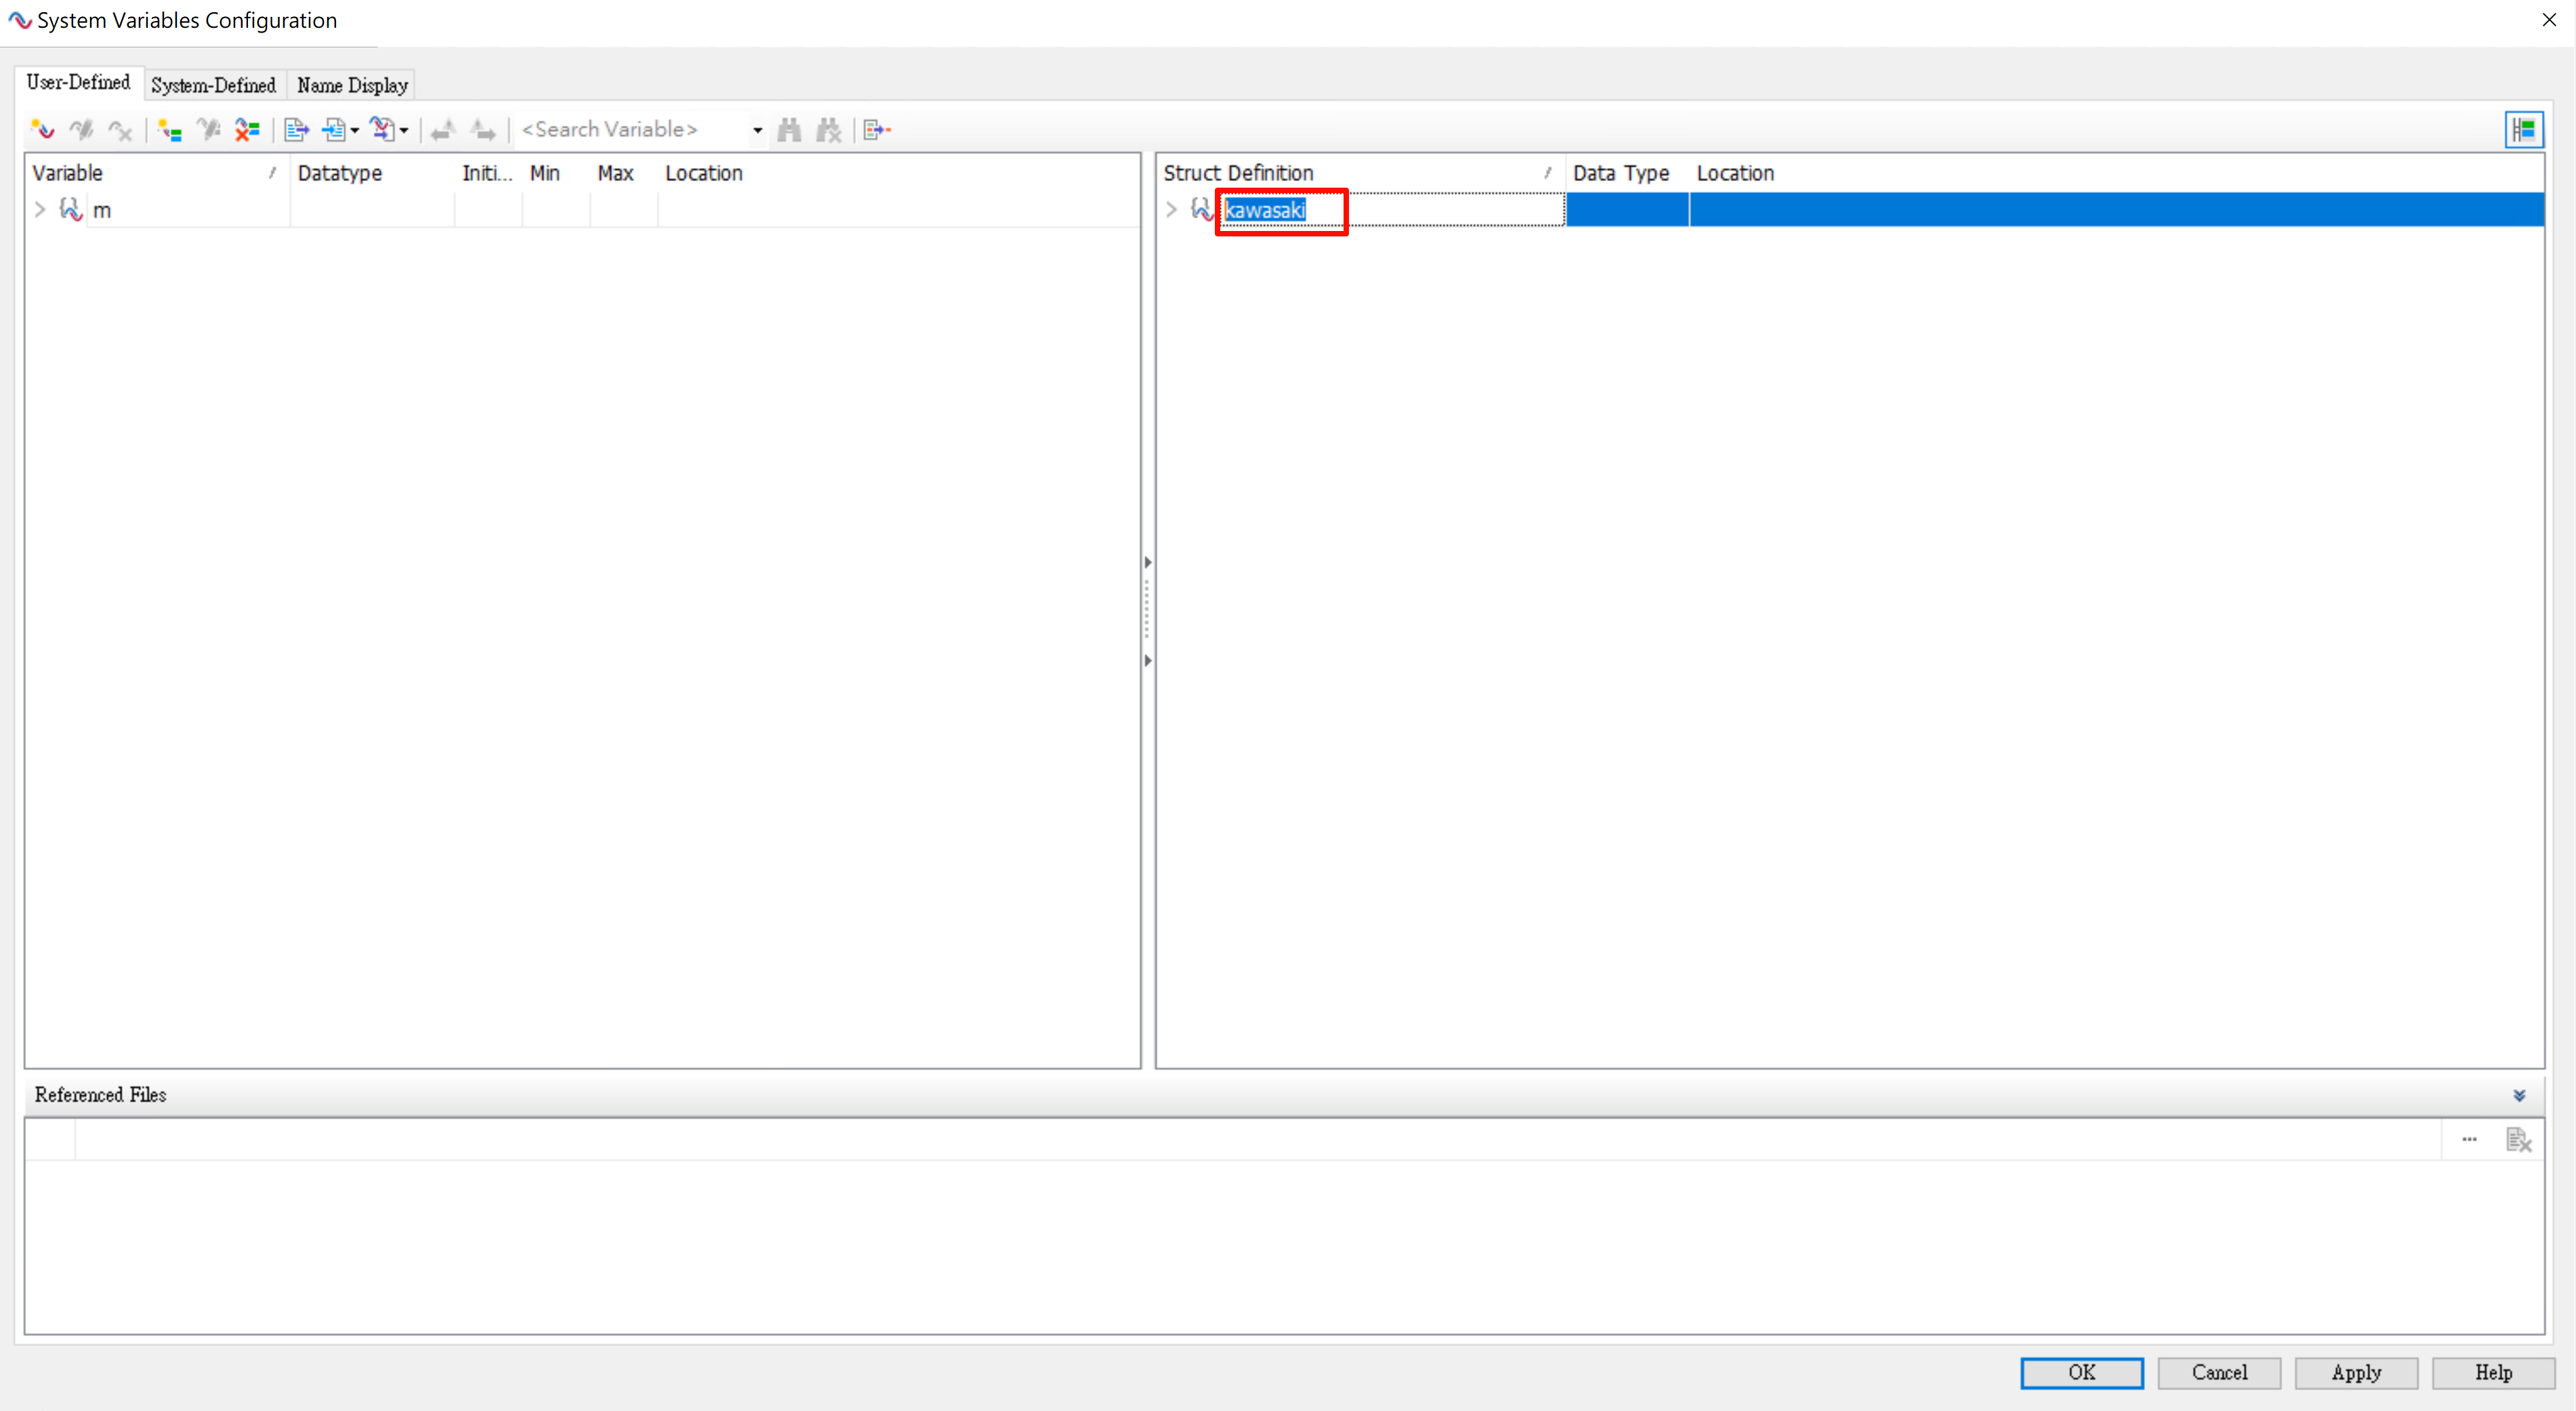 System Variables Configuration
User-Defined System-Defined Name Display
<Search Variable>
Variable Datatype Initi... Min Max Location
m
Struct Definition Data Type Location
kawasaki
Referenced Files
...
OK Cancel Apply Help